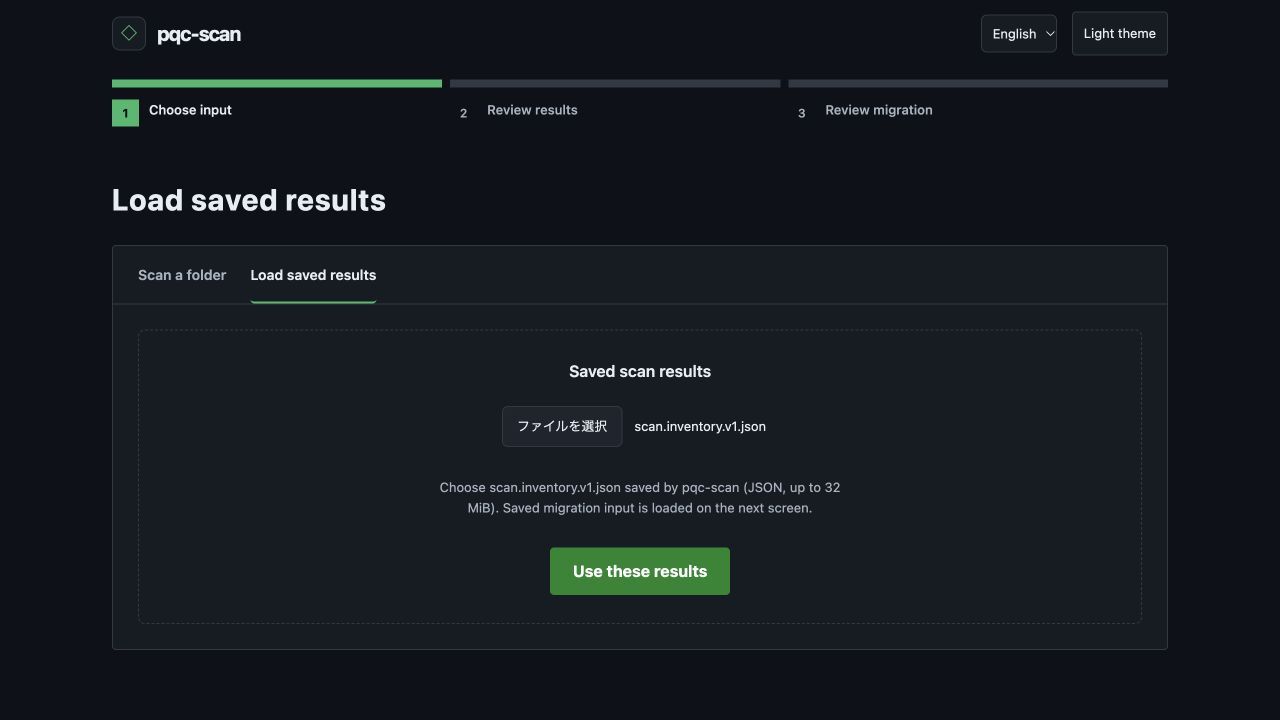 pqc-scan
English
Light theme
1 Choose input
2 Review results
3 Review migration
Load saved results
Scan a folder
Load saved results
Saved scan results
ファイルを選択 scan.inventory.v1.json
Choose scan.inventory.v1.json saved by pqc-scan (JSON, up to 32
MiB). Saved migration input is loaded on the next screen.
Use these results